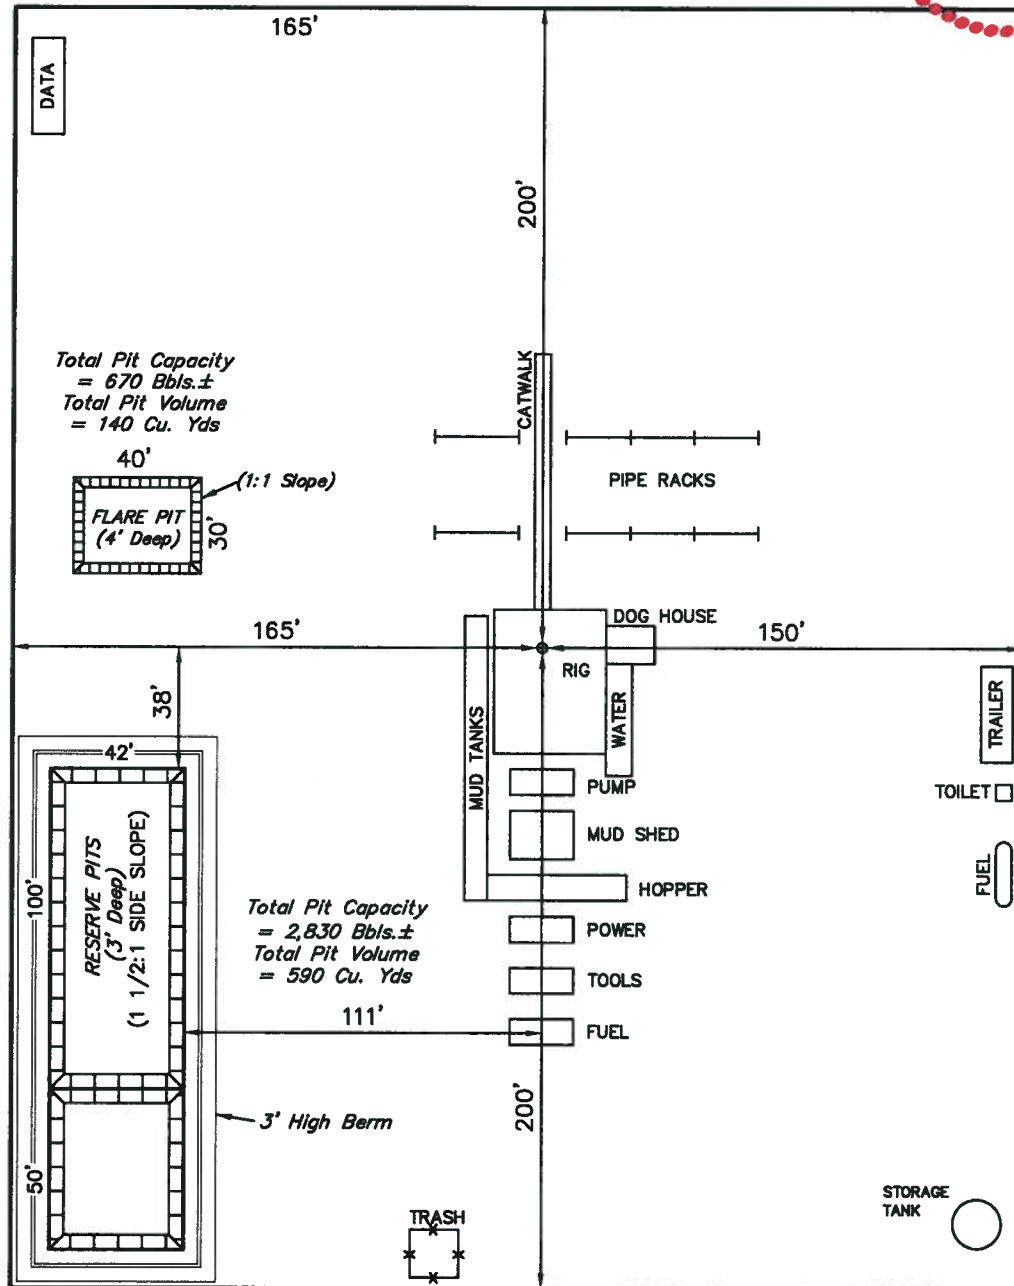 165'
DATA
200'
Total Pit Capacity
= 670 Bbls.±
Total Pit Volume
= 140 Cu. Yds
CATWALK
40'
(1:1 Slope)
FLARE PIT
(4' Deep)
30'
PIPE RACKS
DOG HOUSE
165'
150'
RIG
38'
MUD TANKS
WATER
TRAILER
42'
PUMP
TOILET
MUD SHED
RESERVE PITS
(3' Deep)
(1 1/2:1 SIDE SLOPE)
100'
FUEL
HOPPER
Total Pit Capacity
= 2,830 Bbls.±
Total Pit Volume
= 590 Cu. Yds
POWER
TOOLS
111'
FUEL
200'
3' High Berm
50'
STORAGE
TANK
TRASH